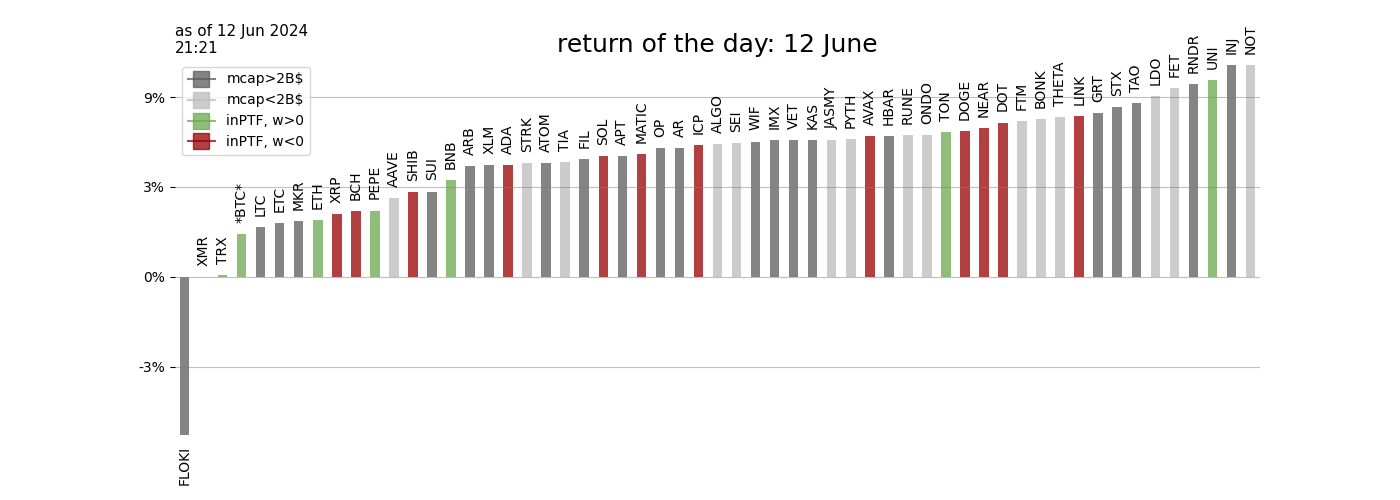 as of 12 Jun 2024
21:21
return of the day: 12 June
mcap>2B$
mcap<2B$
inPTF, w>0
inPTF, w<0
9%
3%
0%
-3%
FLOKI
XMR
TRX
*BTC*
LTC
ETC
MKR
ETH
XRP
BCH
PEPE
AAVE
SHIB
SUI
BNB
ARB
XLM
ADA
STRK
ATOM
TIA
FIL
SOL
APT
MATIC
OP
AR
ICP
ALGO
SEI
WIF
IMX
VET
KAS
JASMY
PYTH
AVAX
HBAR
RUNE
ONDO
TON
DOGE
NEAR
DOT
FTM
BONK
THETA
LINK
GRT
STX
TAO
LDO
FET
RNDR
UNI
INJ
NOT